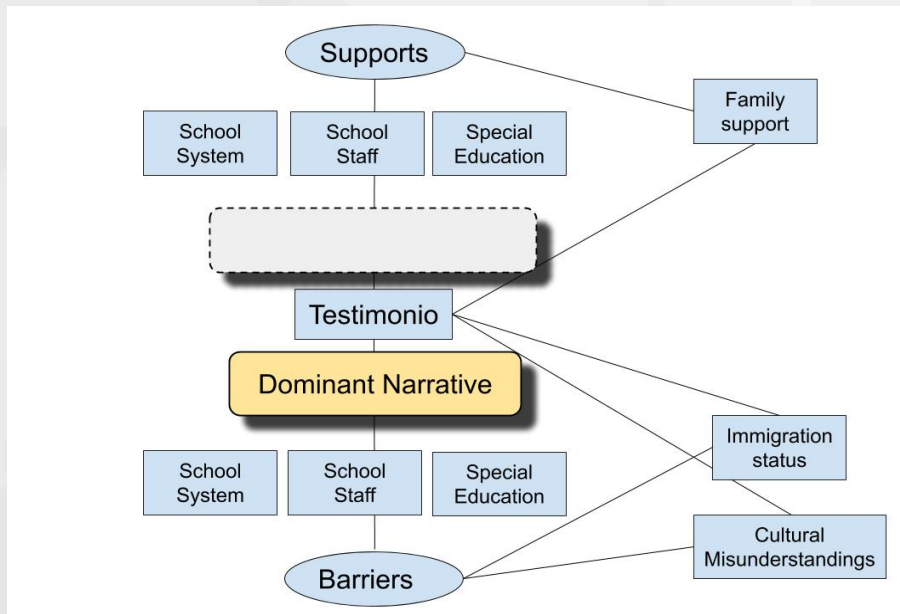 Supports
Family
support
School
System
School
Staff
Special
Education
Testimonio
Dominant Narrative
Immigration
status
School
System
School
Staff
Special
Education
Cultural
Misunderstandings
Barriers